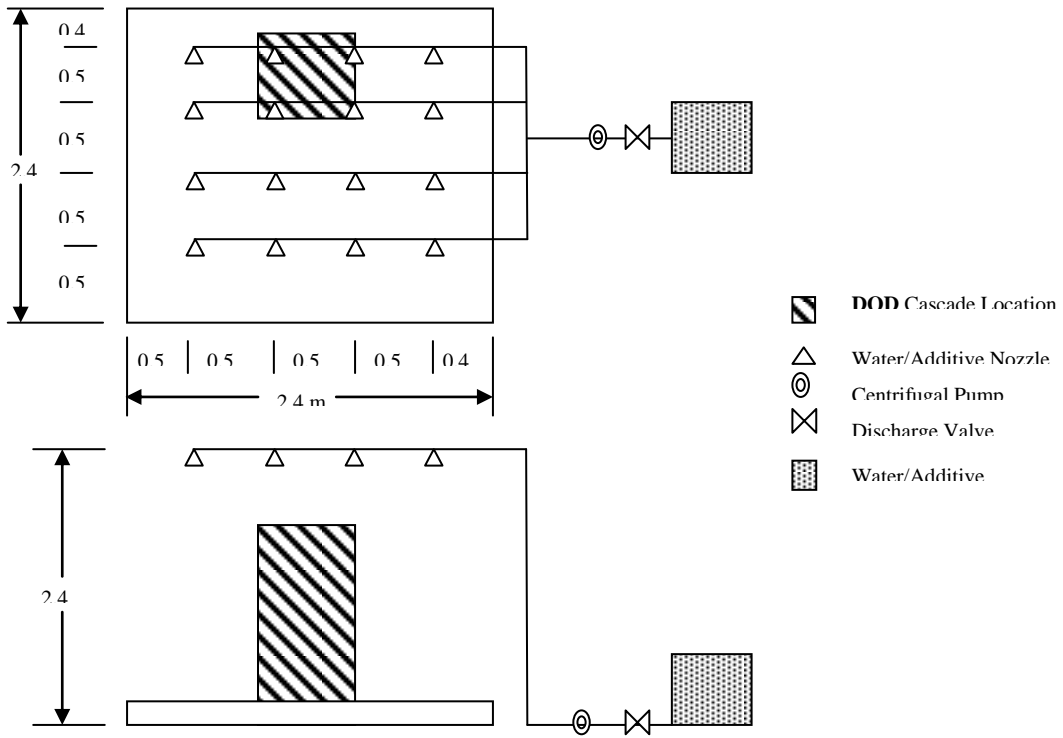 0.4
0.5
0.5
2.4
0.5
0.5
0.5 0.5 0.5 0.5 0.4
2.4 m
DOD Cascade Location
Water/Additive Nozzle
Centrifugal Pump
Discharge Valve
Water/Additive
2.4